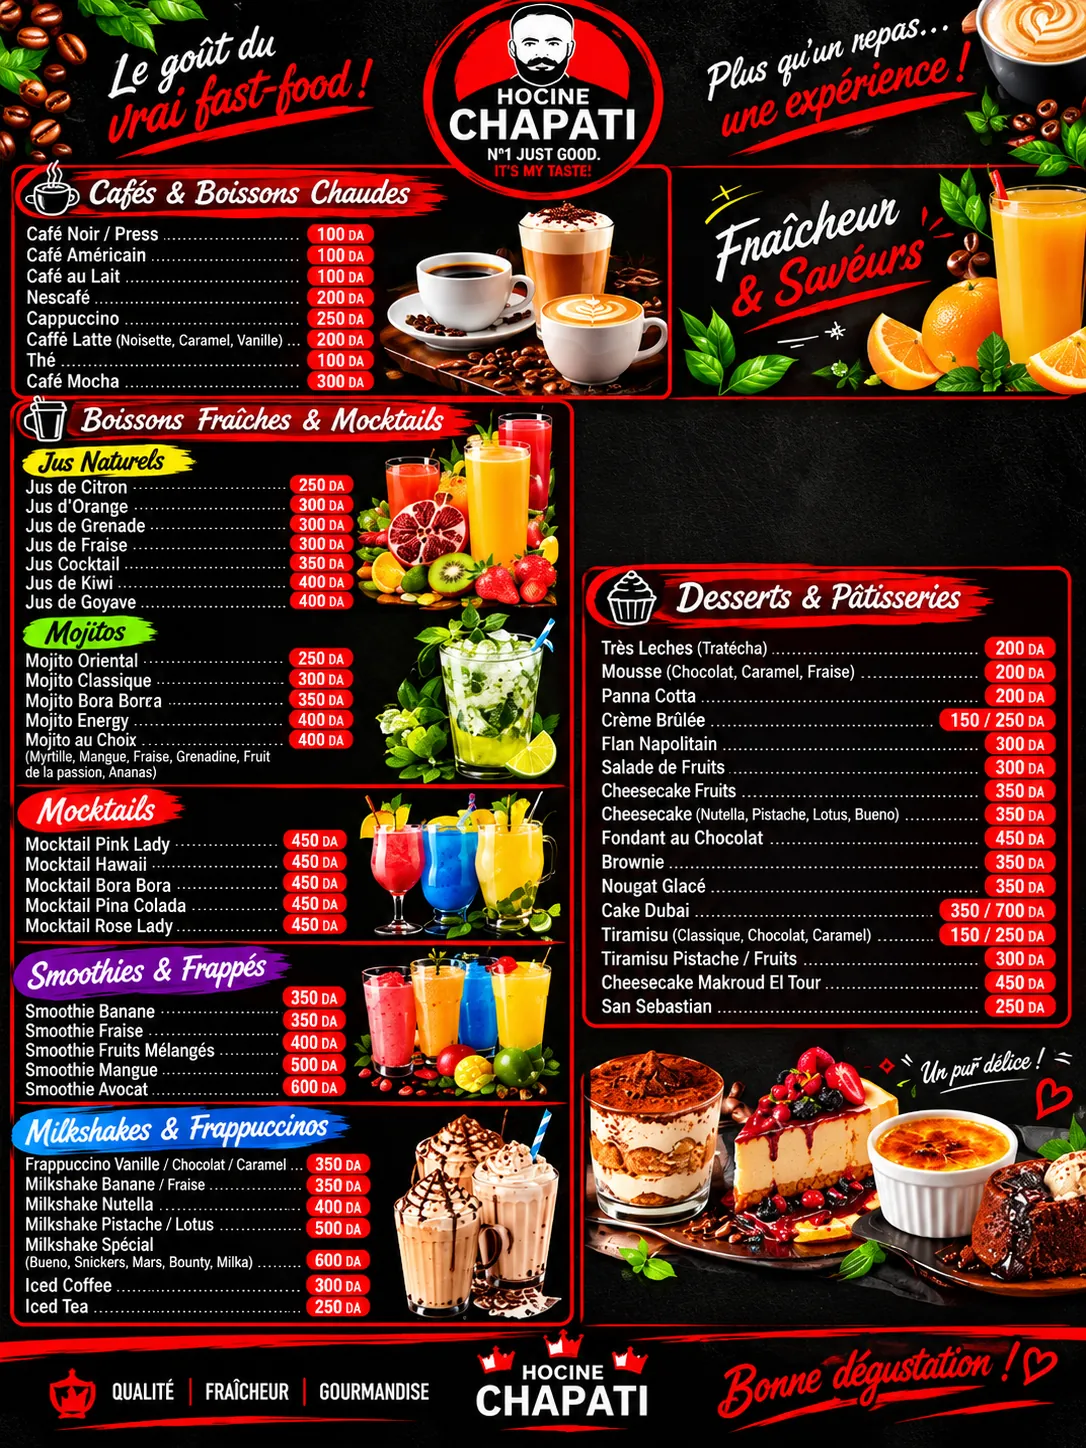 Le goût du
vrai fast-food !
HOCINE
CHAPATI
Nº1 JUST GOOD.
IT'S MY TASTE!
Plus qu'un repas...
une expérience !
Cafés & Boissons Chaudes
Café Noir / Press 100 DA
Café Américain 100 DA
Café au Lait 100 DA
Nescafé 200 DA
Cappuccino 250 DA
Caffè Latte (Noisette, Caramel, Vanille) ... 200 DA
Thé 100 DA
Café Mocha 300 DA
Fraîcheur
& Savéurs
Boissons Fraîches & Mocktails
Jus Naturels
Jus de Citron 250 DA
Jus d'Orange 300 DA
Jus de Grenade 300 DA
Jus de Fraise 300 DA
Jus Cocktail 350 DA
Jus de Kiwi 400 DA
Jus de Goyave 400 DA
Mojitos
Mojito Oriental 250 DA
Mojito Classique 300 DA
Mojito Bora Borra 350 DA
Mojito Energy 400 DA
Mojito au Choix 400 DA
(Myrtille, Mangue, Fraise, Grenadine, Fruit
de la passion, Ananas)
Mocktails
Mocktail Pink Lady 450 DA
Mocktail Hawaii 450 DA
Mocktail Bora Bora 450 DA
Mocktail Pina Colada 450 DA
Mocktail Rose Lady 450 DA
Smoothies & Frappés
Smoothie Banane 350 DA
Smoothie Fraise 350 DA
Smoothie Fruits Mélangés 400 DA
Smoothie Mangue 500 DA
Smoothie Avocat 600 DA
Milkshakes & Frappuccinos
Frappuccino Vanille / Chocolat / Caramel ... 350 DA
Milkshake Banane / Fraise 350 DA
Milkshake Nutella 400 DA
Milkshake Pistache / Lotus 500 DA
Milkshake Spécial
(Bueno, Snickers, Mars, Bounty, Milka) 600 DA
Iced Coffee 300 DA
Iced Tea 250 DA
Desserts & Pâtisseries
Très Leches (Tratécha) 200 DA
Mousse (Chocolat, Caramel, Fraise) 200 DA
Panna Cotta 200 DA
Crème Brûlée 150 / 250 DA
Flan Napolitain 300 DA
Salade de Fruits 300 DA
Cheesecake Fruits 350 DA
Cheesecake (Nutella, Pistache, Lotus, Bueno) 350 DA
Fondant au Chocolat 450 DA
Brownie 350 DA
Nougat Glacé 350 DA
Cake Dubai 350 / 700 DA
Tiramisu (Classique, Chocolat, Caramel) 150 / 250 DA
Tiramisu Pistache / Fruits 300 DA
Cheesecake Makroud El Tour 450 DA
San Sebastian 250 DA
Un délice !
QUALITÉ | FRAÎCHEUR | GOURMANDISE
HOCINE
CHAPATI
Bonne dégustation !